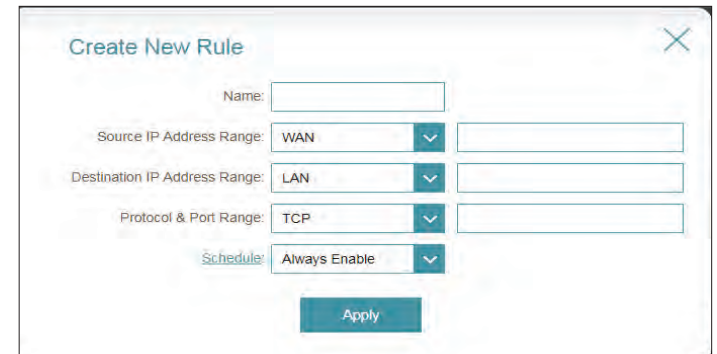 Create New Rule
Name:
Source IP Address Range: WAN
Destination IP Address Range: LAN
Protocol & Port Range: TCP
Schedule: Always Enable
Apply